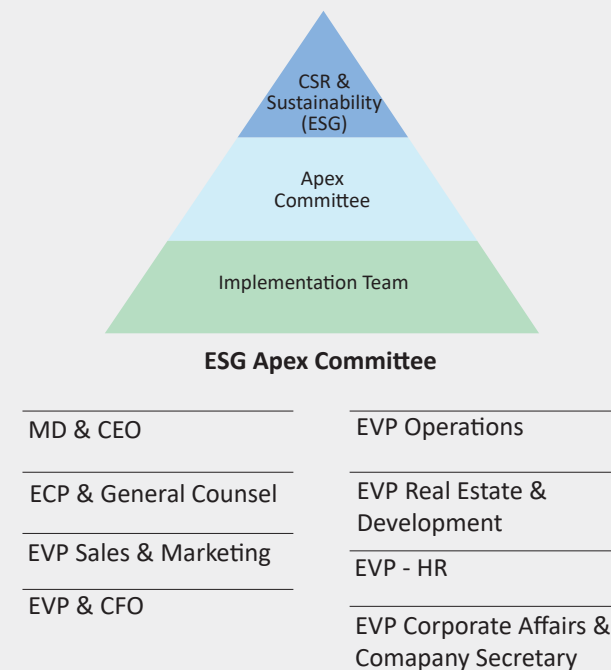 CSR &
Sustainability
(ESG)
Apex
Committee
Implementation Team
ESG Apex Committee
MD & CEO
ECP & General Counsel
EVP Sales & Marketing
EVP & CFO
EVP Operations
EVP Real Estate &
Development
EVP - HR
EVP Corporate Affairs &
Comapany Secretary